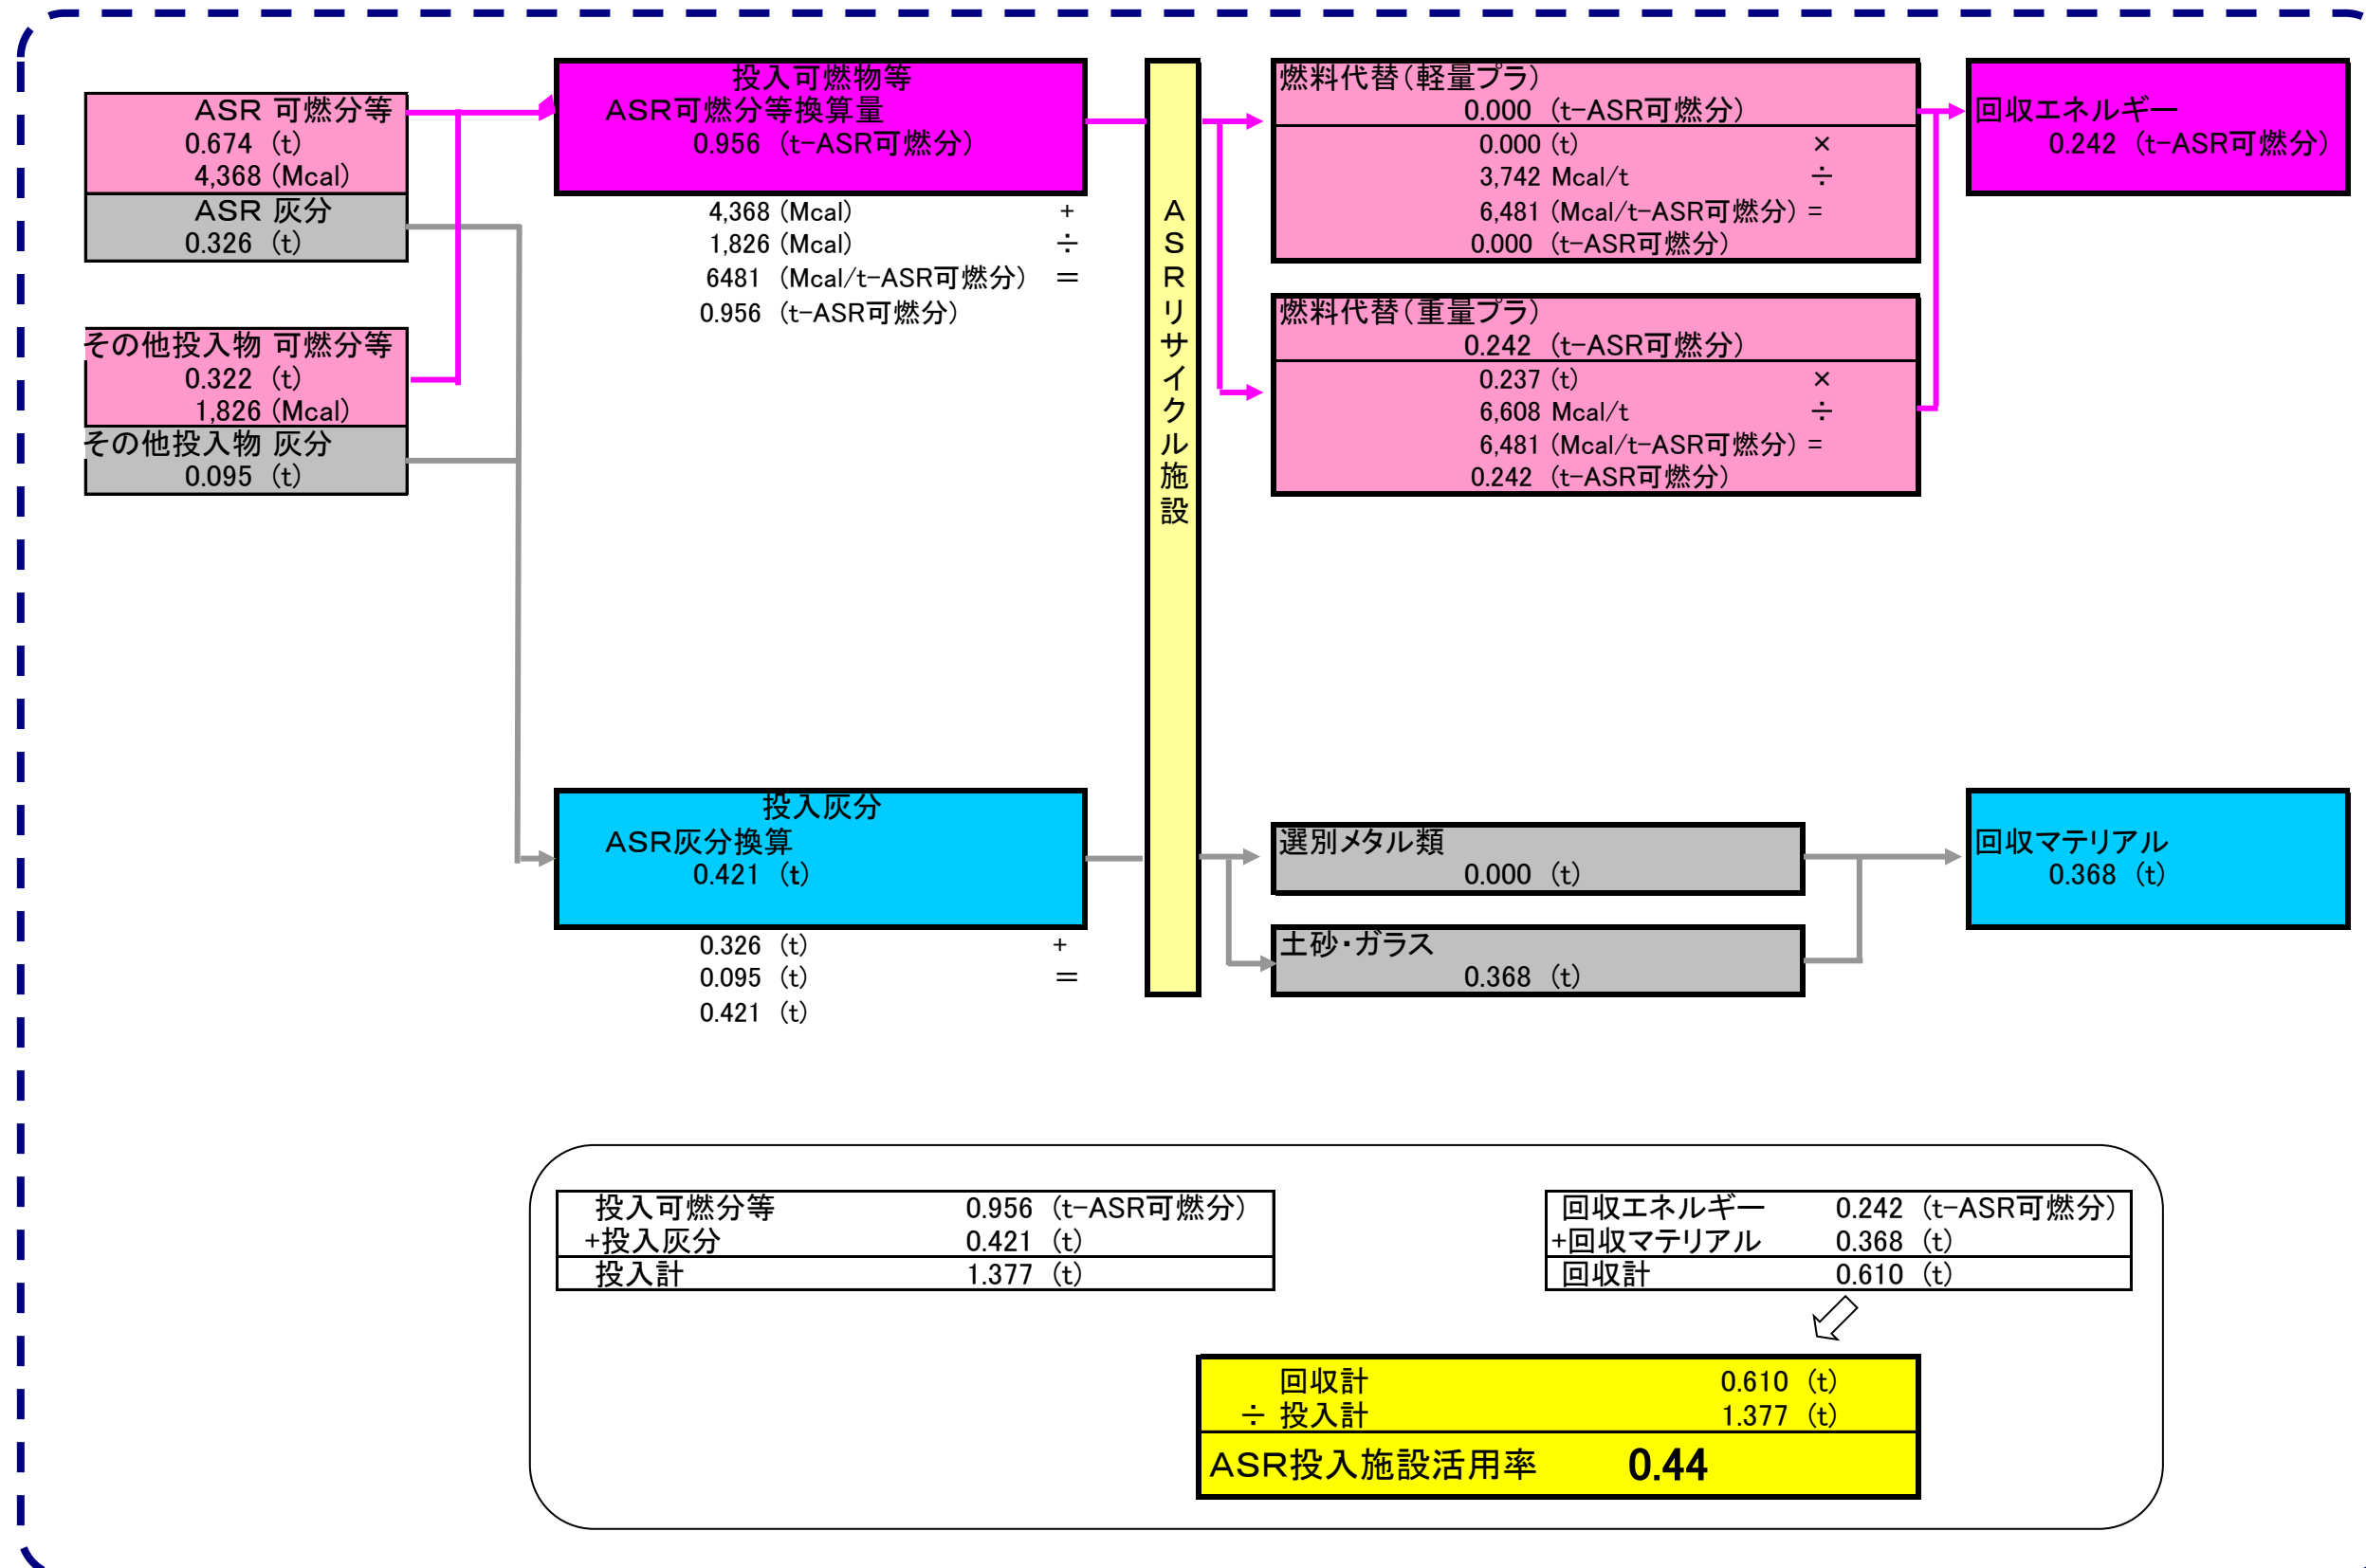 ASR 可燃分等
0.674 (t)
4,368 (Mcal)
ASR 灰分
0.326 (t)
その他投入物 可燃分等
0.322 (t)
1,826 (Mcal)
その他投入物 灰分
0.095 (t)
投入可燃物等
ASR可燃分等換算量
0.956 (t-ASR可燃分)
4,368 (Mcal) +
1,826 (Mcal) ÷
6481 (Mcal/t-ASR可燃分) =
0.956 (t-ASR可燃分)
投入灰分
ASR灰分換算
0.421 (t)
0.326 (t) +
0.095 (t) =
0.421 (t)
ASRリサイクル施設
燃料代替(軽量プラ)
0.000 (t-ASR可燃分)
0.000 (t) ×
3,742 Mcal/t ÷
6,481 (Mcal/t-ASR可燃分) =
0.000 (t-ASR可燃分)
燃料代替(重量プラ)
0.242 (t-ASR可燃分)
0.237 (t) ×
6,608 Mcal/t ÷
6,481 (Mcal/t-ASR可燃分) =
0.242 (t-ASR可燃分)
選別メタル類
0.000 (t)
土砂・ガラス
0.368 (t)
回収エネルギー
0.242 (t-ASR可燃分)
回収マテリアル
0.368 (t)
投入可燃分等 0.956 (t-ASR可燃分)
+投入灰分 0.421 (t)
投入計 1.377 (t)
回収エネルギー 0.242 (t-ASR可燃分)
+回収マテリアル 0.368 (t)
回収計 0.610 (t)
回収計 0.610 (t)
÷ 投入計 1.377 (t)
ASR投入施設活用率 0.44